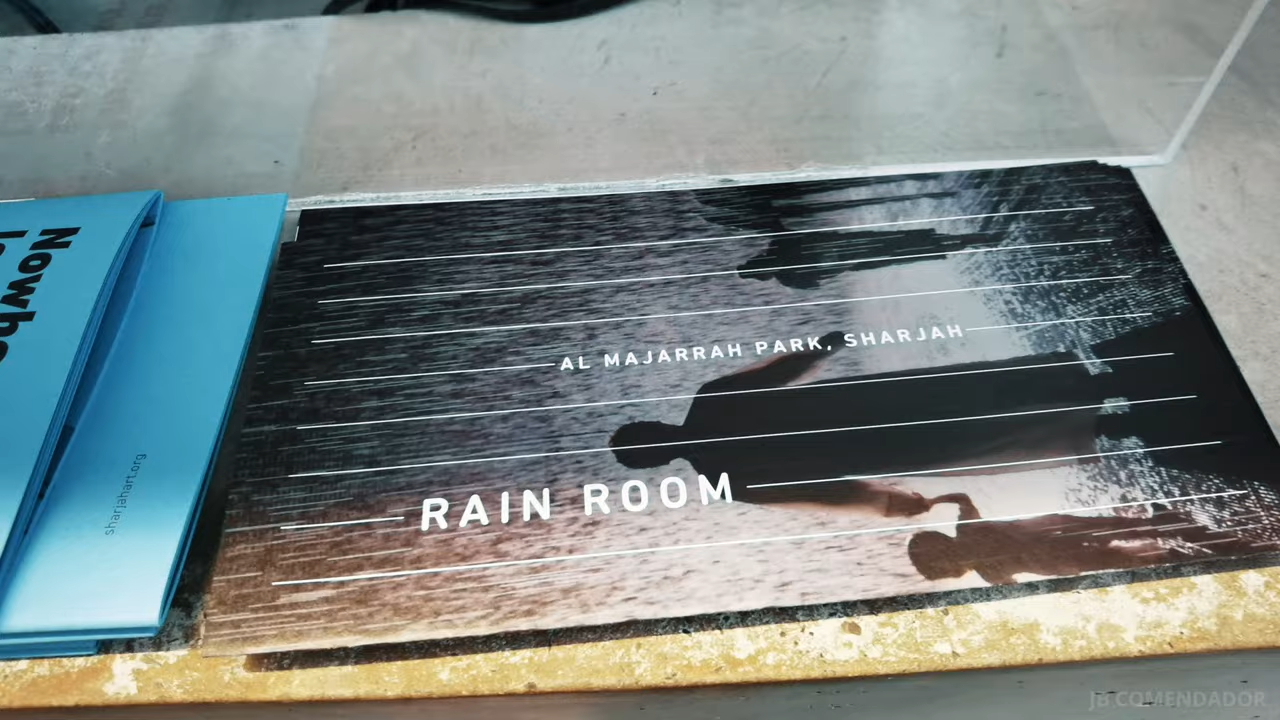 Nowhe
sharjahart.org
AL MAJARRAH PARK, SHARJAH
RAIN ROOM
JB COMENDADOR